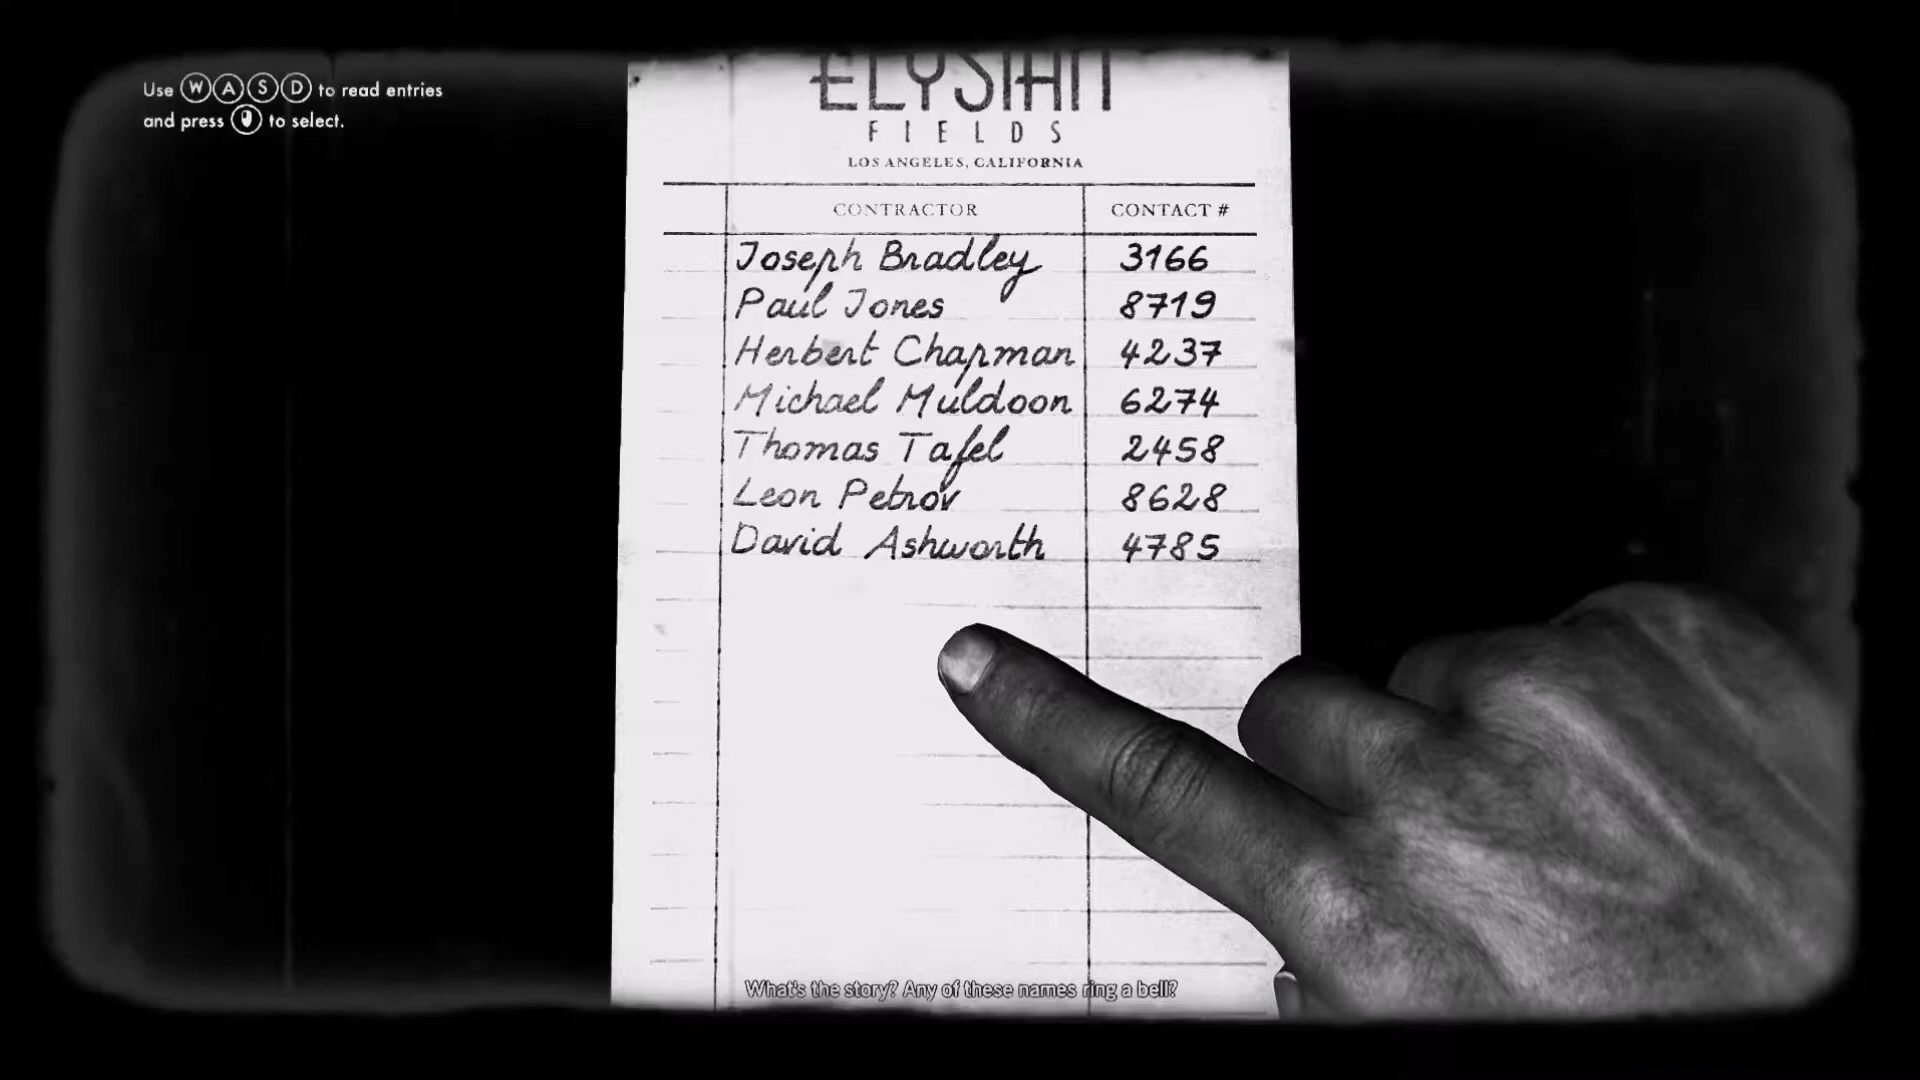 Use W A S D to read entries
and press to select.
ELYSIAN
FIELDS
LOS ANGELES, CALIFORNIA
CONTRACTOR CONTACT #
Joseph Bradley 3166
Paul Jones 8719
Herbert Chapman 4237
Michael Muldoon 6274
Thomas Tafel 2458
Leon Petrov 8628
David Ashworth 4785
What's the story? Any of these names ring a bell?